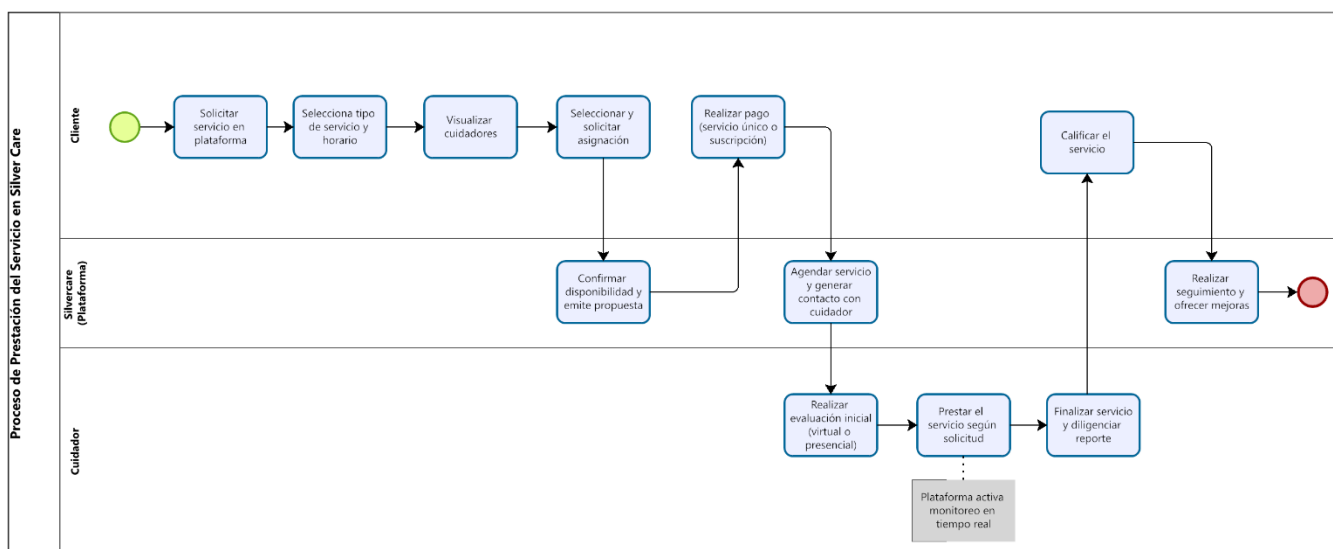 Proceso de Prestación del Servicio en Silver Care
Cliente
Solicitar
servicio en
plataforma
Selecciona tipo
de servicio y
horario
Visualizar
cuidadores
Seleccionar y
solicitar
asignación
Realizar pago
(servicio único o
suscripción)
Calificar el
servicio
Silvercare
(Plataforma)
Confirmar
disponibilidad y
emite propuesta
Agendar servicio
y generar
contacto con
cuidador
Realizar
seguimiento y
ofrecer mejoras
Cuidador
Realizar
evaluación inicial
(virtual o
presencial)
Prestar el
servicio según
solicitud
Finalizar servicio
y diligenciar
reporte
Plataforma activa
monitoreo en
tiempo real